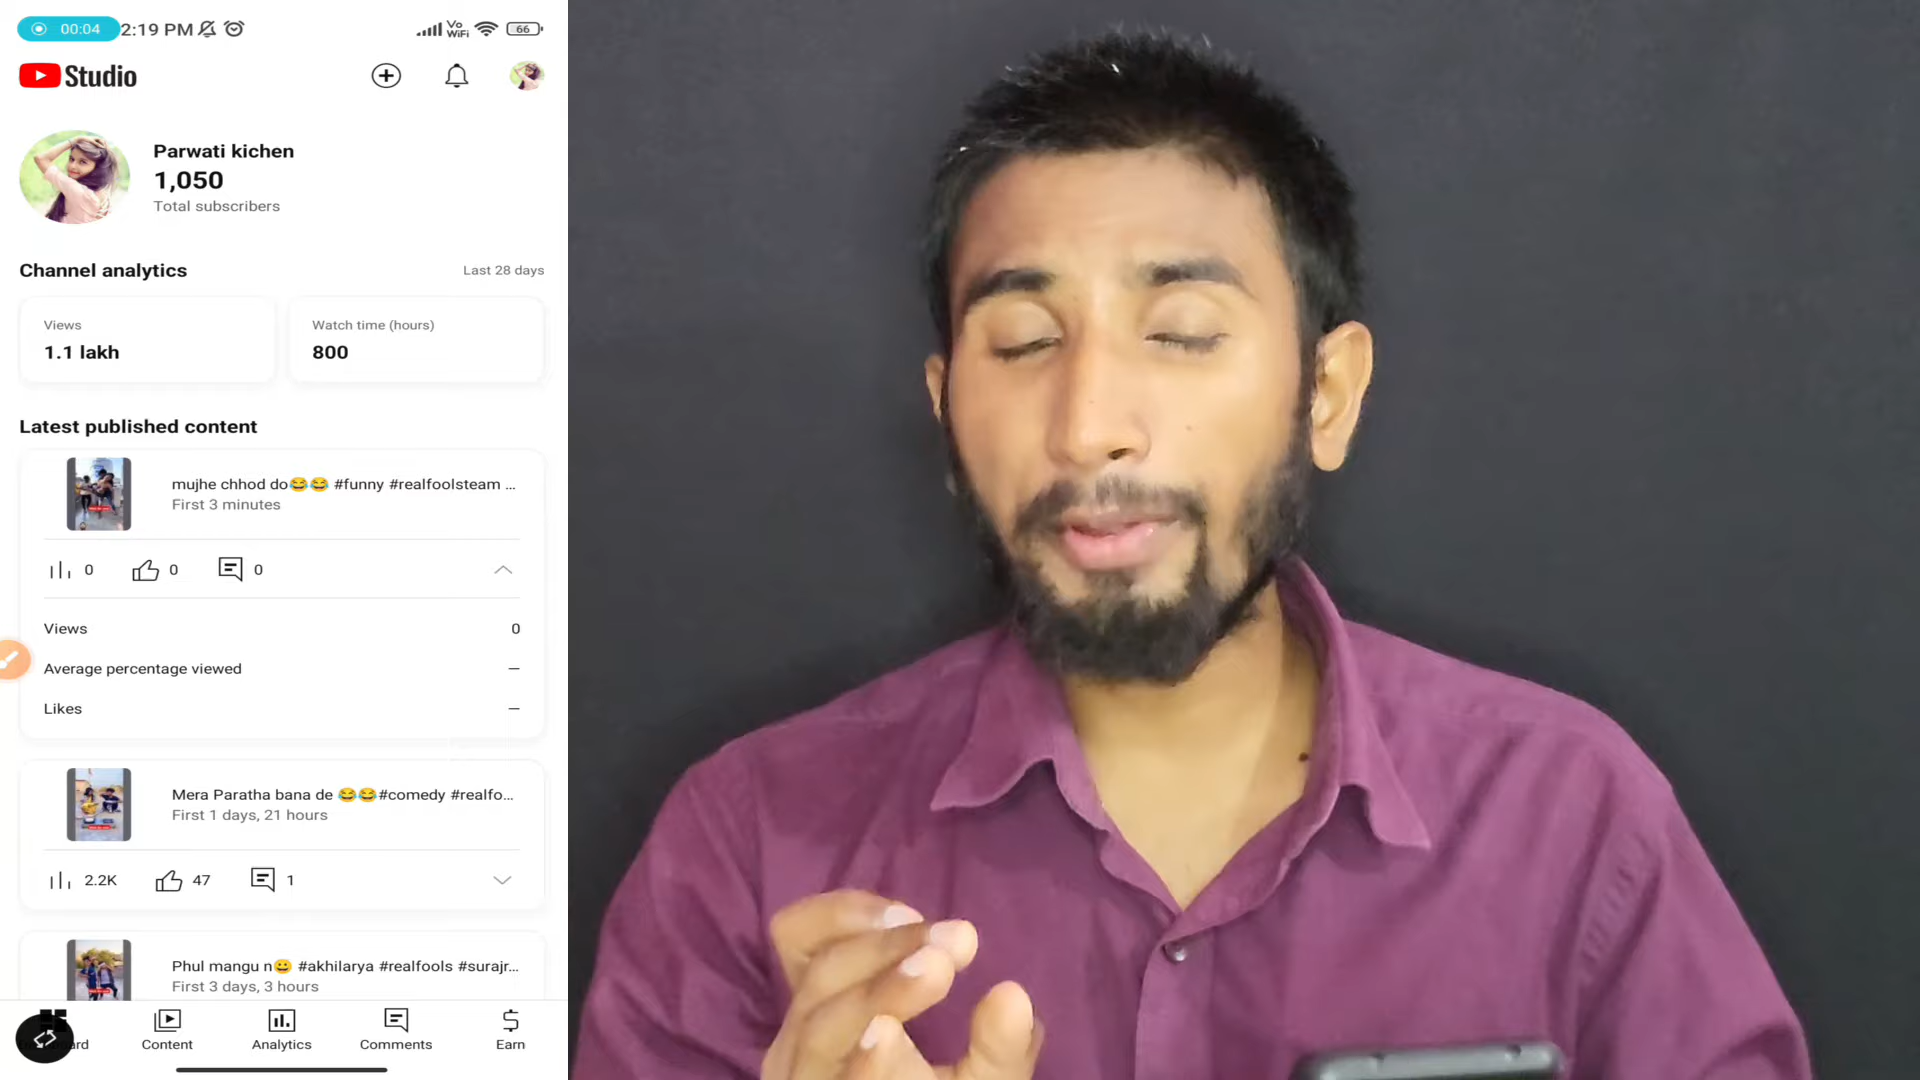 00:04 2:19 PM Vo WiFi 66
Studio
Parwati kichen
1,050
Total subscribers
Channel analytics Last 28 days
Views Watch time (hours)
1.1 lakh 800
Latest published content
mujhe chhod do😂😂 #funny #realfoolsteam ...
First 3 minutes
0 0 0
Views 0
Average percentage viewed –
Likes –
Mera Paratha bana de 😂😂#comedy #realfo...
First 1 days, 21 hours
2.2K 47 1
Phul mangu n😀 #akhilarya #realfools #surajr...
First 3 days, 3 hours
Content Analytics Comments Earn